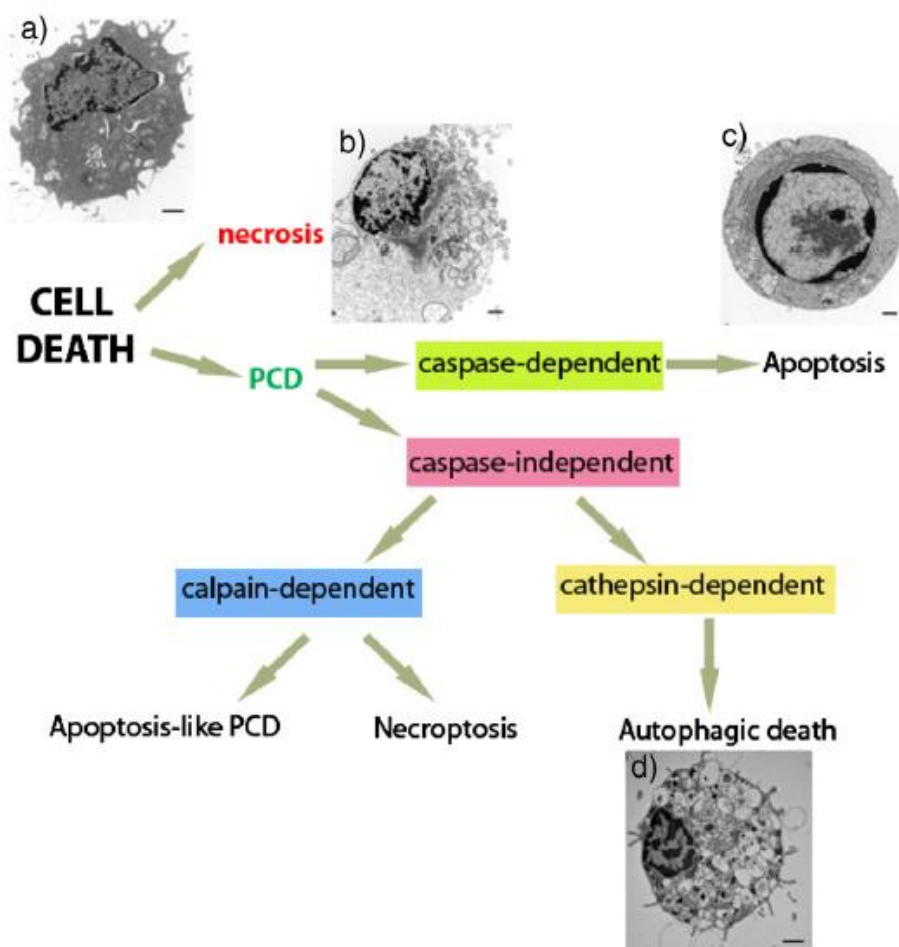 a)
b)
c)
necrosis
CELL
DEATH
PCD
caspase-dependent
Apoptosis
caspase-independent
calpain-dependent
cathepsin-dependent
Apoptosis-like PCD
Necroptosis
Autophagic death
d)